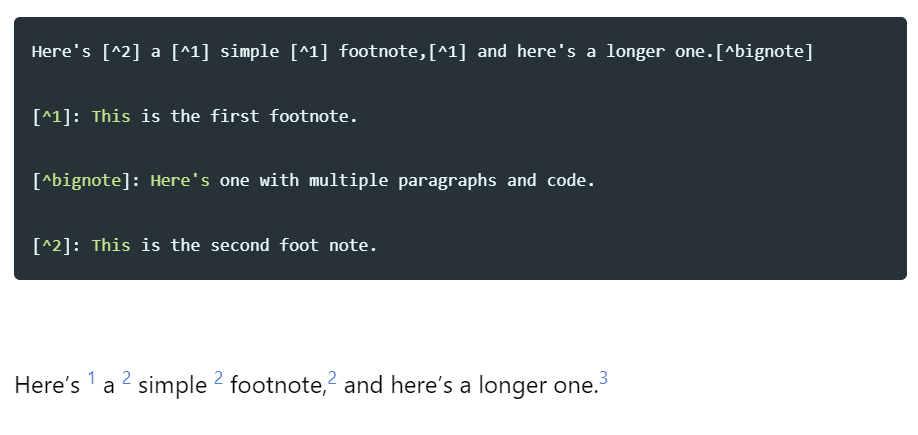 Here's [^2] a [^1] simple [^1] footnote,[^1] and here's a longer one.[^bignote]
[^1]: This is the first footnote.
[^bignote]: Here's one with multiple paragraphs and code.
[^2]: This is the second foot note.
Here’s 1 a 2 simple 2 footnote,2 and here’s a longer one.3